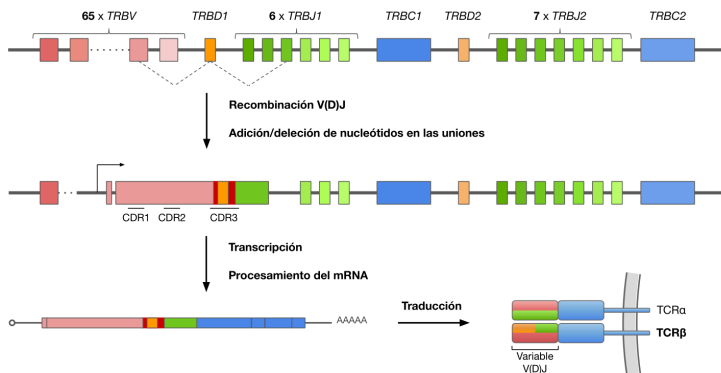 65 x TRBV TRBD1 6 x TRBJ1 TRBC1 TRBD2 7 x TRBJ2 TRBC2
Recombinación V(D)J
Adición/deleción de nucleótidos en las uniones
CDR1 CDR2 CDR3
Transcripción
Procesamiento del mRNA
AAAAA
Traducción
TCRα
TCRβ
Variable
V(D)J